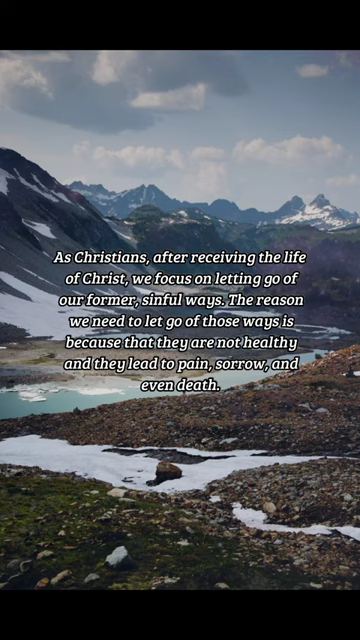 As Christians, after receiving the life
of Christ, we focus on letting go of
our former, sinful ways. The reason
we need to let go of those ways is
because that they are not healthy
and they lead to pain, sorrow, and
even death.